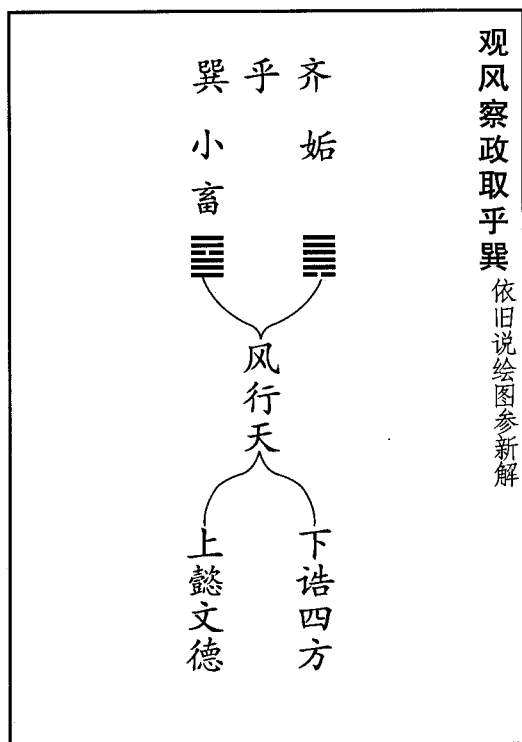 观风察政取乎巽
依旧说绘图参新解
齐乎巽
姤
小畜
风行天
下诰四方
上懿文德